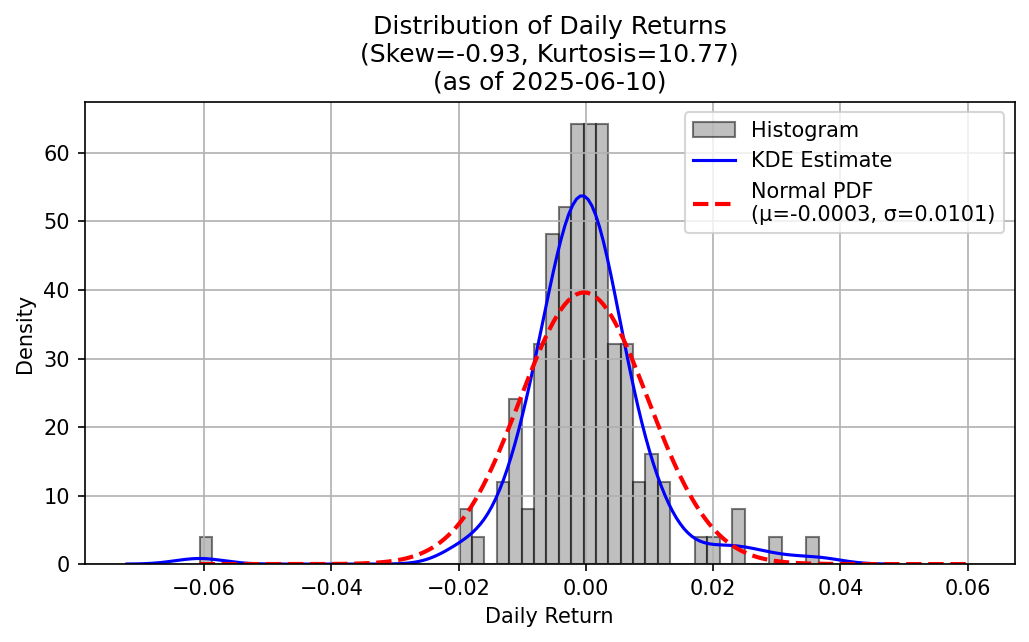 Distribution of Daily Returns
(Skew=-0.93, Kurtosis=10.77)
(as of 2025-06-10)
Histogram
KDE Estimate
Normal PDF
(μ=-0.0003, σ=0.0101)
Density
60
50
40
30
20
10
0
−0.06
−0.04
−0.02
0.00
0.02
0.04
0.06
Daily Return